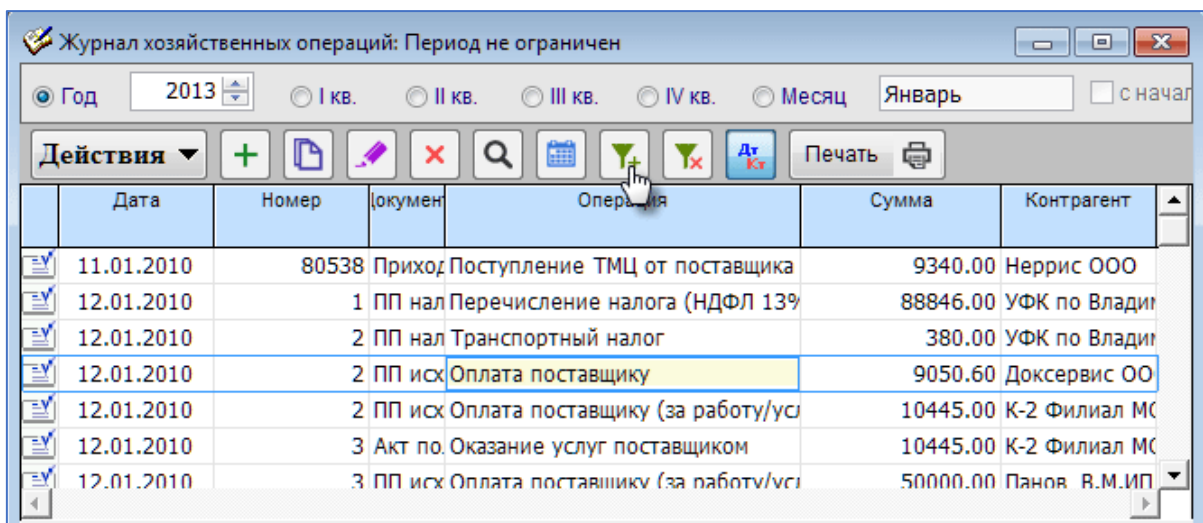 Журнал хозяйственных операций: Период не ограничен
Год 2013 I кв. II кв. III кв. IV кв. Месяц Январь с начал
Действия Дт Кт Печать
Дата Номер Документ Операция Сумма Контрагент
11.01.2010 80538 Приход Поступление ТМЦ от поставщика 9340.00 Неррис ООО
12.01.2010 1 ПП нал Перечисление налога (НДФЛ 13% 88846.00 УФК по Владим
12.01.2010 2 ПП нал Транспортный налог 380.00 УФК по Владим
12.01.2010 2 ПП исх Оплата поставщику 9050.60 Доксервис ОО
12.01.2010 2 ПП исх Оплата поставщику (за работу/усл 10445.00 К-2 Филиал МО
12.01.2010 3 Акт по. Оказание услуг поставщиком 10445.00 К-2 Филиал МО
12.01.2010 3 ПП исх Оплата поставщику (за работу/усл 50000.00 Панов В.М.ИП